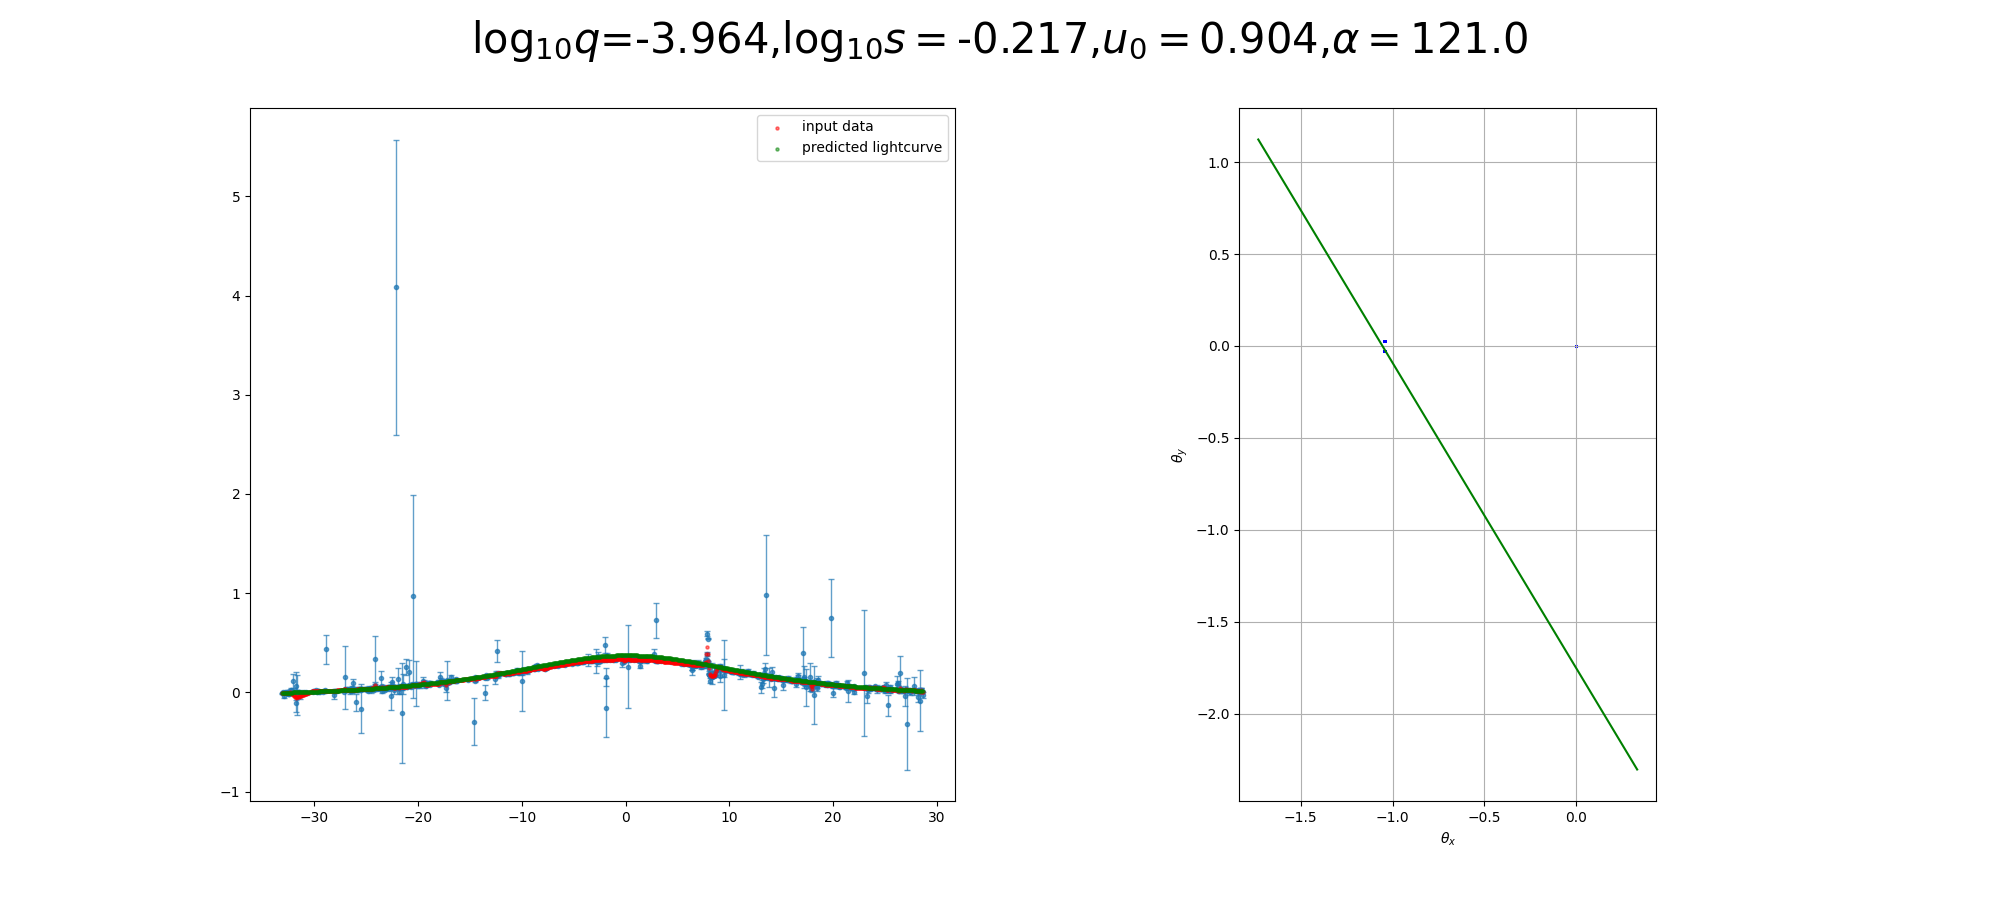 log₁₀q=-3.964,log₁₀s = -0.217,u₀ = 0.904,α = 121.0
input data
predicted lightcurve
5
4
3
2
1
0
−1
−30 −20 −10 0 10 20 30
1.0
0.5
0.0
−0.5
−1.0
−1.5
−2.0
θy
−1.5 −1.0 −0.5 0.0
θx